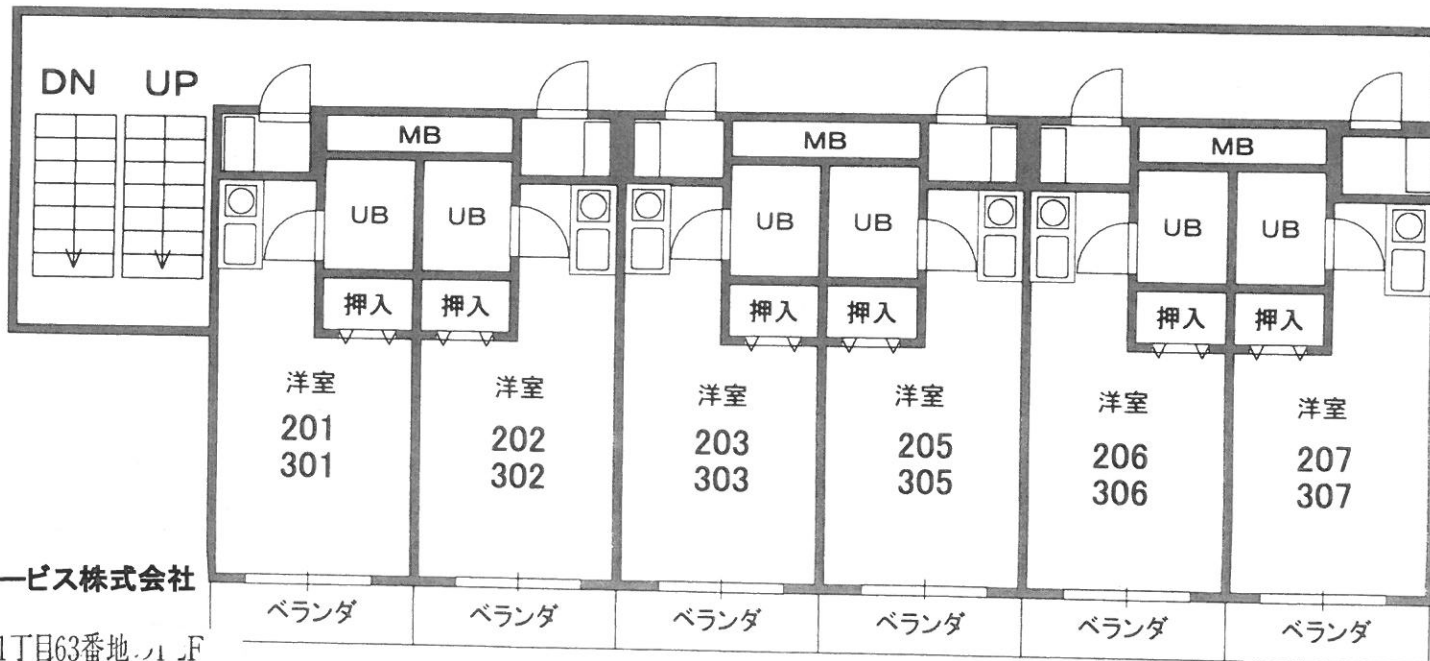 DN UP
MB
MB
MB
UB UB
UB UB
UB UB
押入 押入
押入 押入
押入 押入
洋室
201
301
洋室
202
302
洋室
203
303
洋室
205
305
洋室
206
306
洋室
207
307
ービス株式会社
ベランダ
ベランダ
ベランダ
ベランダ
ベランダ
ベランダ
1丁目63番地